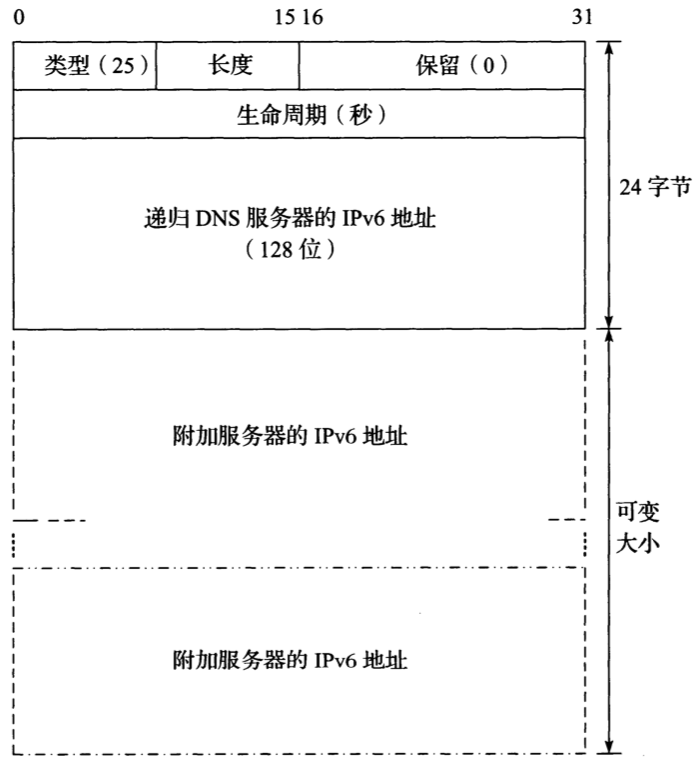 0 15 16 31
类型（25） 长度 保留（0）
生命周期（秒）
递归 DNS 服务器的 IPv6 地址
（128 位）
24 字节
附加服务器的 IPv6 地址
可变
大小
附加服务器的 IPv6 地址